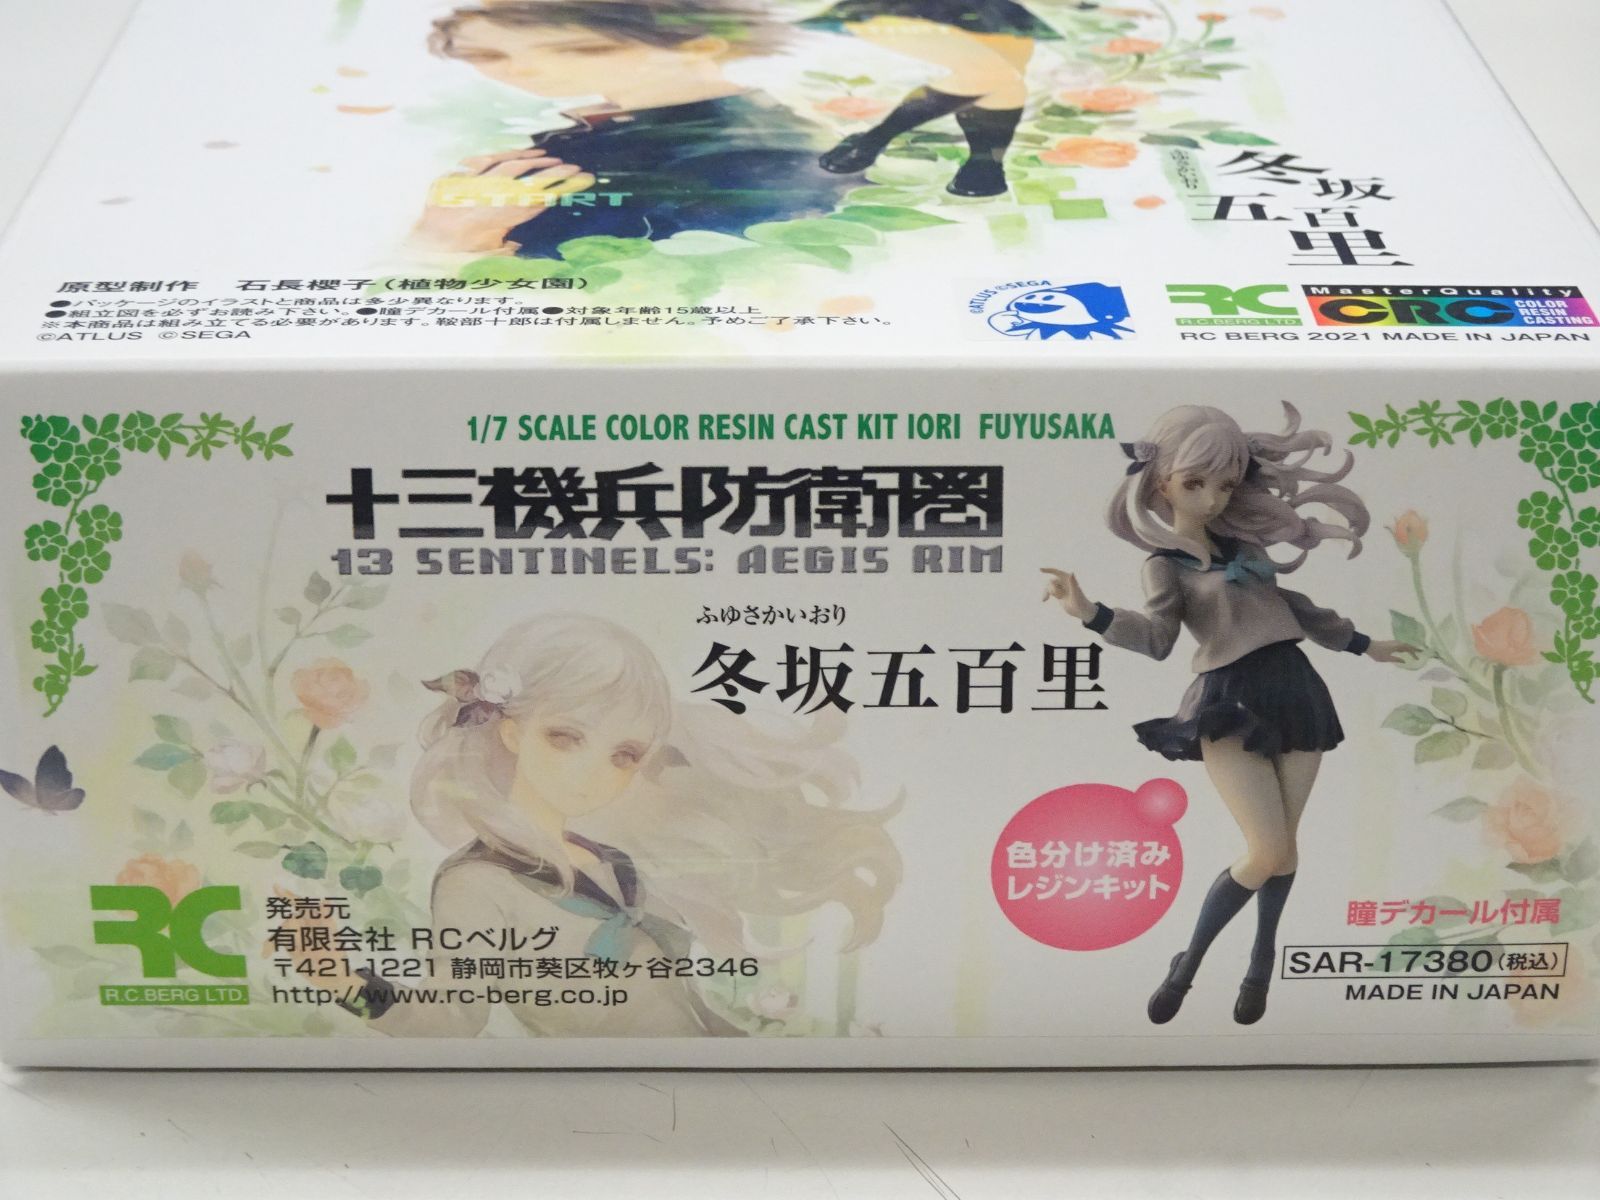 START
START
冬坂
五百里
原型制作　石長櫻子(植物少女園)
●パッケージのイラストと商品は多少異なります。
●組立図を必ずお読み下さい。●瞳デカール付属●対象年齢15歳以上
※本商品は組み立てる必要があります。鞍部十郎は付属しません。予めご了承下さい。
©ATLUS ©SEGA
©ATLUS ©SEGA
RC
R.C.BERG LTD.
MasterQuality
CRC COLOR RESIN CASTING
RC BERG 2021 MADE IN JAPAN
1/7 SCALE COLOR RESIN CAST KIT IORI FUYUSAKA
十三機兵防衛圏
13 SENTINELS: AEGIS RIM
ふゆさかいおり
冬坂五百里
色分け済み
レジンキット
RC
R.C.BERG LTD.
発売元
有限会社 RCベルグ
〒421-1221 静岡市葵区牧ヶ谷2346
http://www.rc-berg.co.jp
瞳デカール付属
SAR-17380(税込)
MADE IN JAPAN